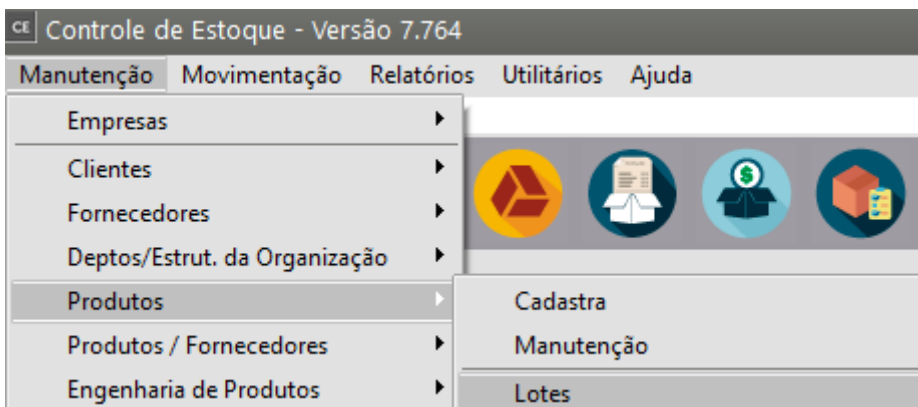 CE Controle de Estoque - Versão 7.764
Manutenção Movimentação Relatórios Utilitários Ajuda
Empresas
Clientes
Fornecedores
Deptos/Estrut. da Organização
Produtos
Cadastra
Produtos / Fornecedores
Manutenção
Engenharia de Produtos
Lotes